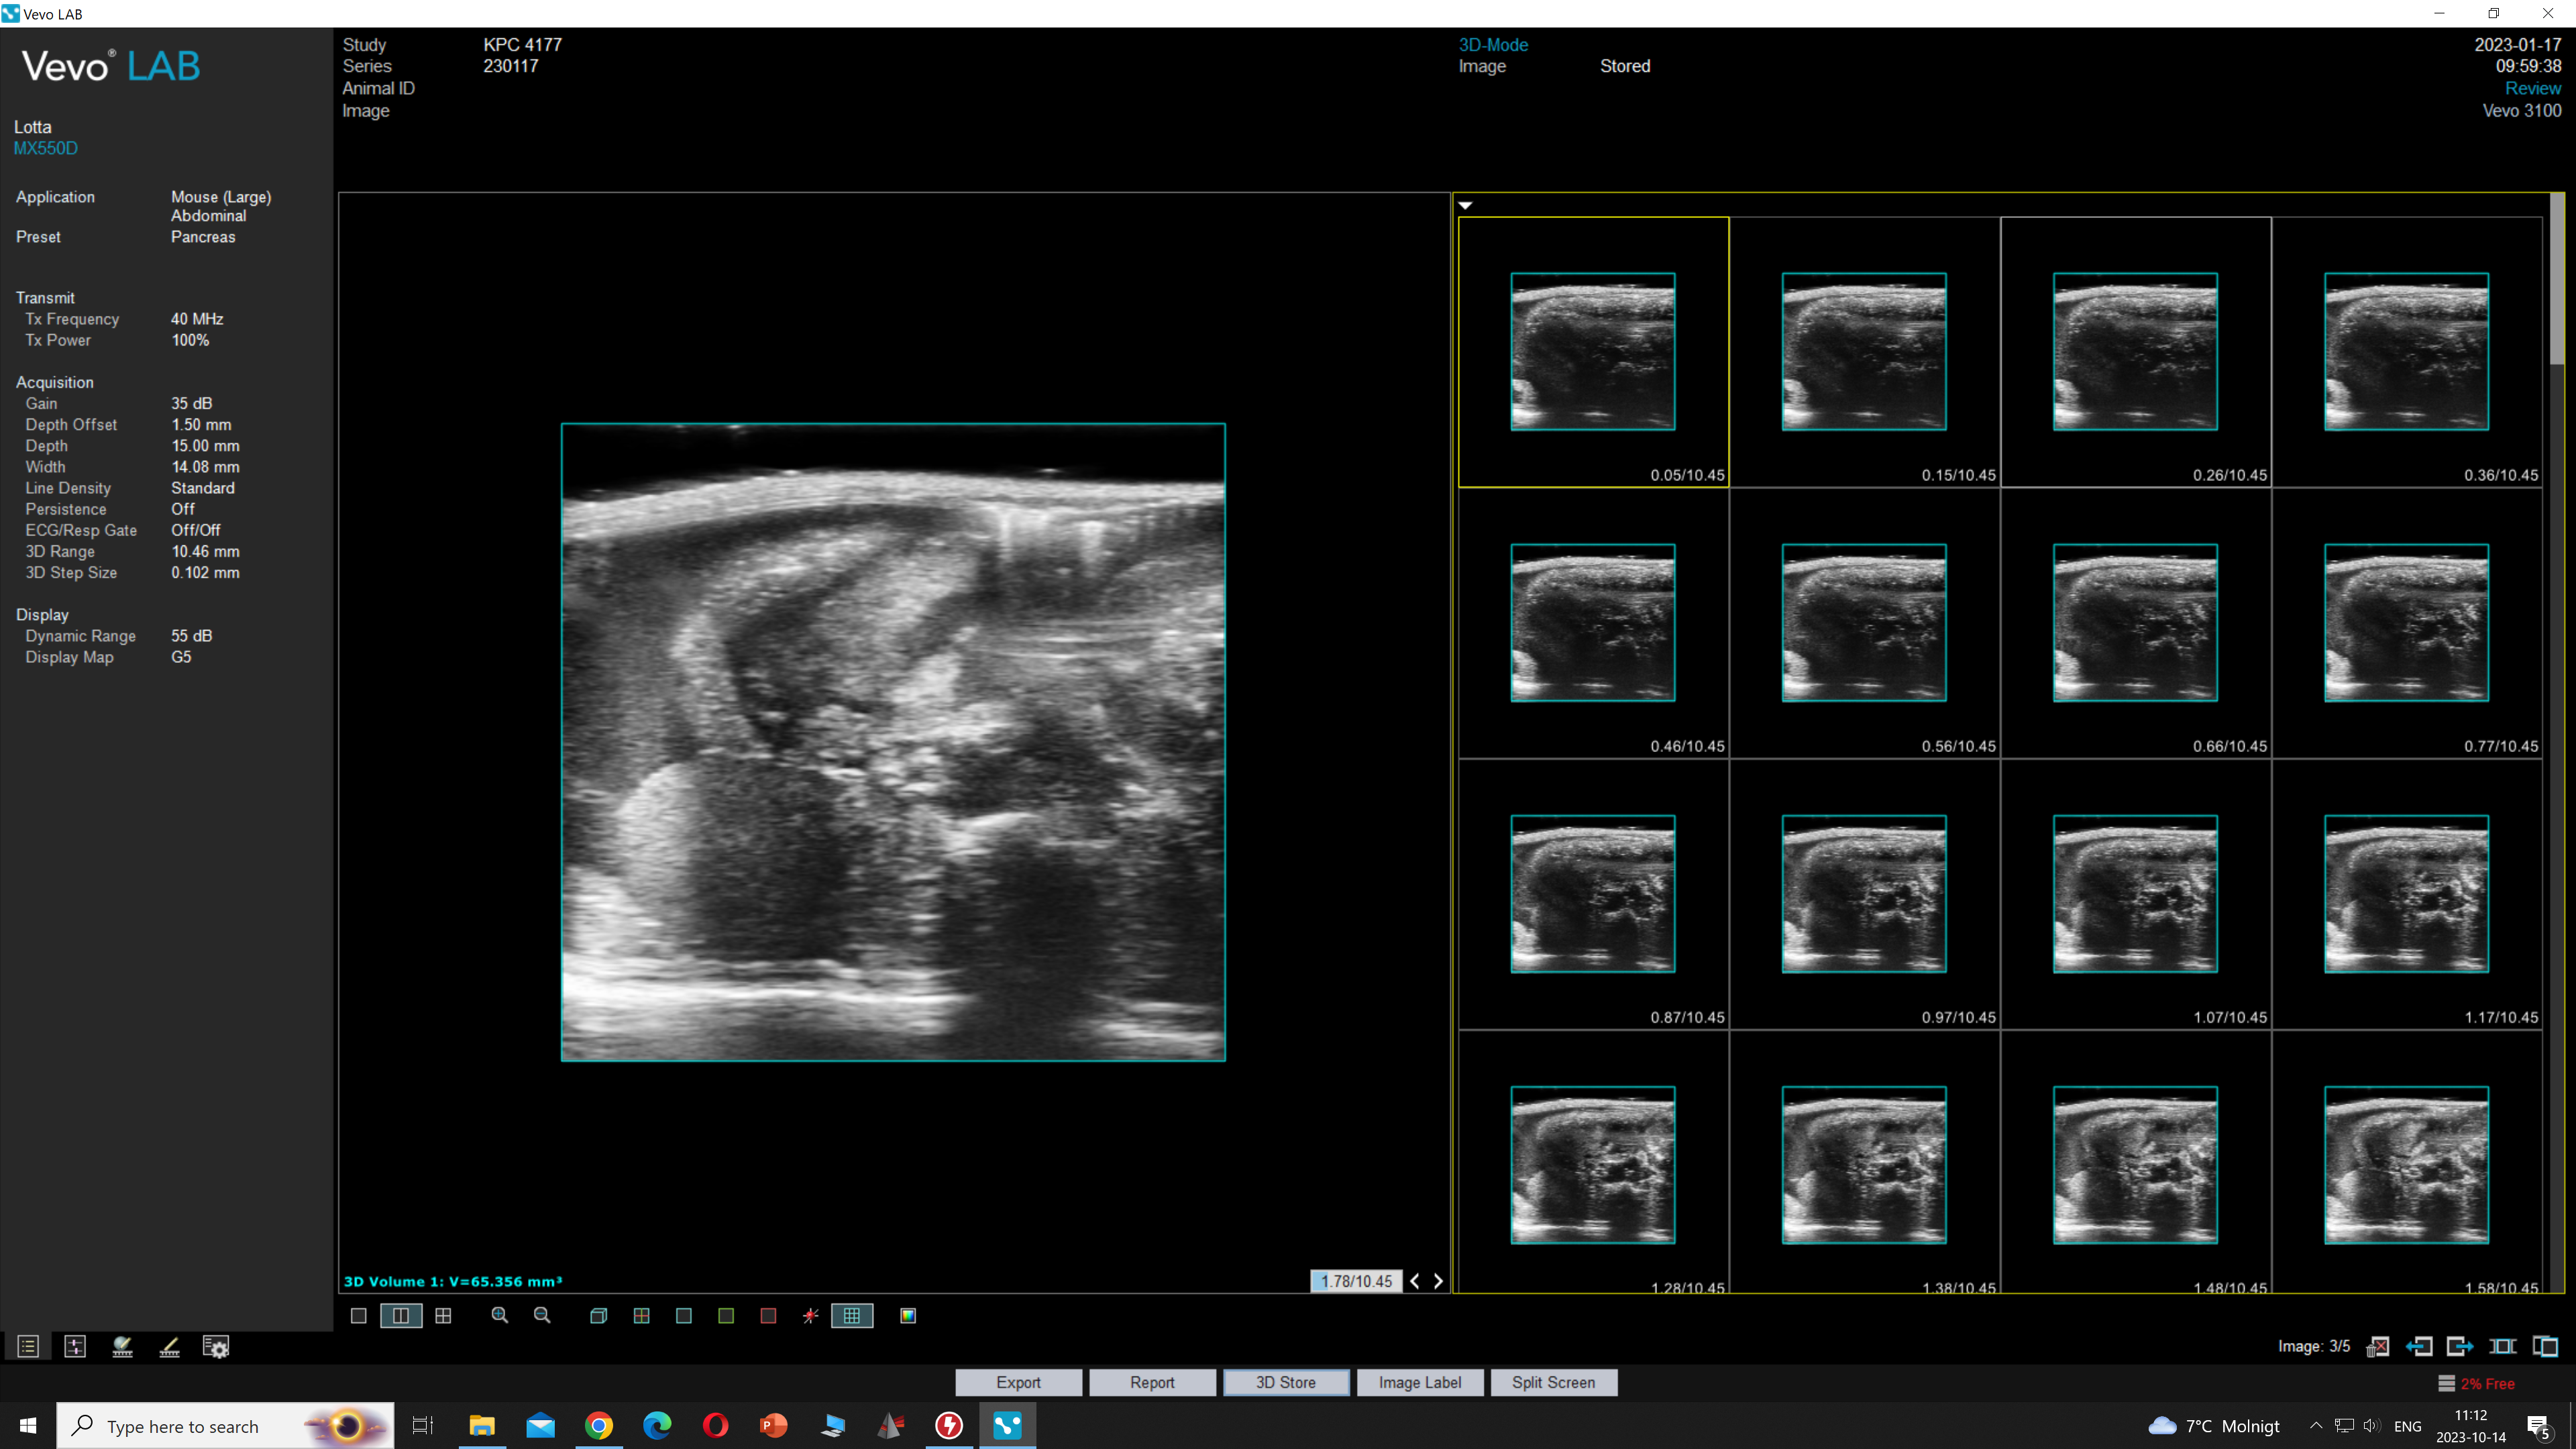 Vevo LAB
Vevo® LAB
Lotta
MX550D
Application Mouse (Large)
Abdominal
Preset Pancreas
Transmit
Tx Frequency 40 MHz
Tx Power 100%
Acquisition
Gain 35 dB
Depth Offset 1.50 mm
Depth 15.00 mm
Width 14.08 mm
Line Density Standard
Persistence Off
ECG/Resp Gate Off/Off
3D Range 10.46 mm
3D Step Size 0.102 mm
Display
Dynamic Range 55 dB
Display Map G5
Study KPC 4177
Series 230117
Animal ID
Image
3D-Mode
Image Stored
2023-01-17
09:59:38
Review
Vevo 3100
0.05/10.45 0.15/10.45 0.26/10.45 0.36/10.45
0.46/10.45 0.56/10.45 0.66/10.45 0.77/10.45
0.87/10.45 0.97/10.45 1.07/10.45 1.17/10.45
1.28/10.45 1.38/10.45 1.48/10.45 1.58/10.45
3D Volume 1: V=65.356 mm³
1.78/10.45
Image: 3/5
Export Report 3D Store Image Label Split Screen
2% Free
Type here to search
P
7°C Molnigt
ENG
11:12
2023-10-14
5